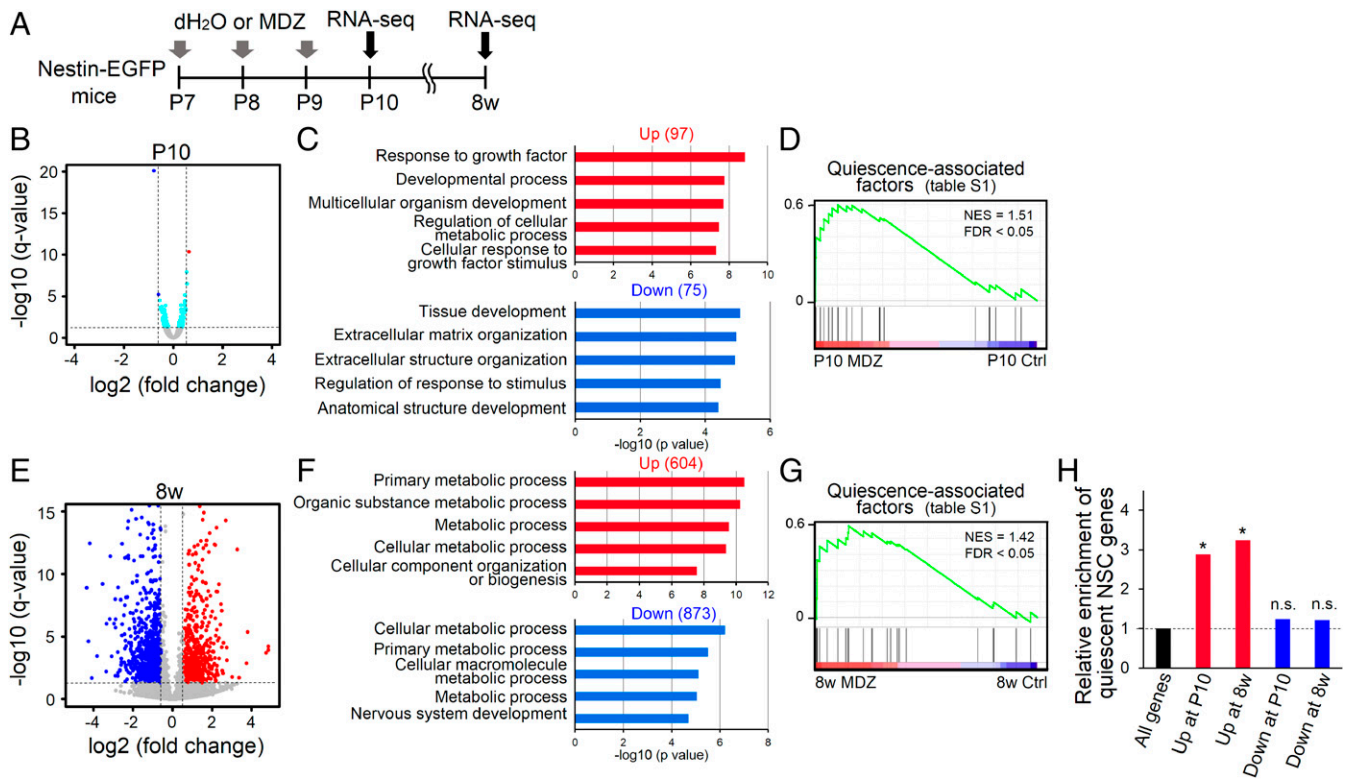 A
dH₂O or MDZ
RNA-seq
RNA-seq
Nestin-EGFP
mice
P7
P8
P9
P10
8w
B
P10
-log10 (q-value)
20
15
10
5
0
-4
-2
0
2
4
log2 (fold change)
C
Up (97)
Response to growth factor
Developmental process
Multicellular organism development
Regulation of cellular
metabolic process
Cellular response to
growth factor stimulus
0
2
4
6
8
10
Down (75)
Tissue development
Extracellular matrix organization
Extracellular structure organization
Regulation of response to stimulus
Anatomical structure development
0
2
4
6
-log10 (p value)
D
Quiescence-associated
factors (table S1)
0.6
0
NES = 1.51
FDR < 0.05
P10 MDZ
P10 Ctrl
E
8w
-log10 (q-value)
15
10
5
0
-4
-2
0
2
4
log2 (fold change)
F
Up (604)
Primary metabolic process
Organic substance metabolic process
Metabolic process
Cellular metabolic process
Cellular component organization
or biogenesis
0
2
4
6
8
10
12
Down (873)
Cellular metabolic process
Primary metabolic process
Cellular macromolecule
metabolic process
Metabolic process
Nervous system development
0
2
4
6
8
-log10 (p value)
G
Quiescence-associated
factors (table S1)
0.6
0
NES = 1.42
FDR < 0.05
8w MDZ
8w Ctrl
H
Relative enrichment of
quiescent NSC genes
4
3
2
1
0
*
*
n.s.
n.s.
All genes
Up at P10
Up at 8w
Down at P10
Down at 8w